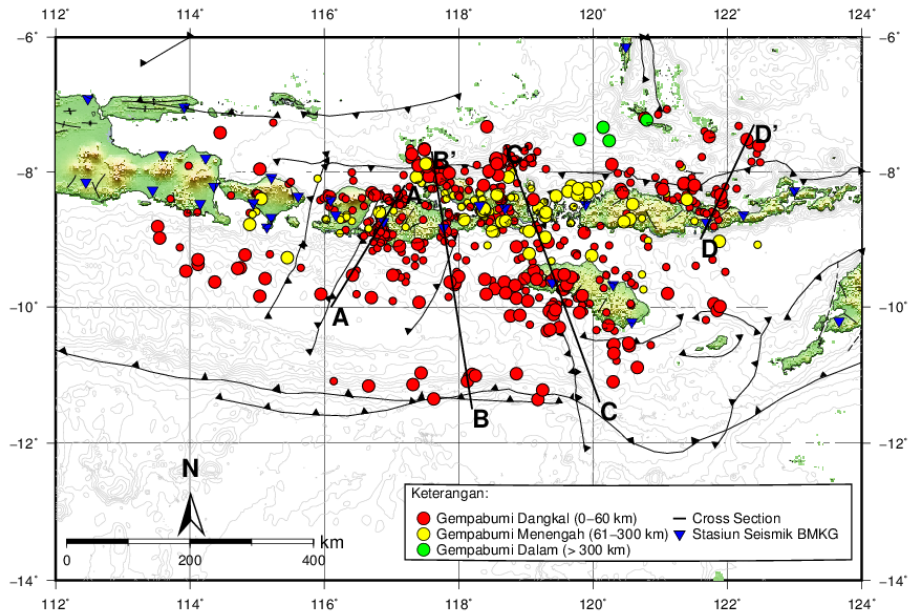 112˚ 114˚ 116˚ 118˚ 120˚ 122˚ 124˚
−6˚ −6˚
−8˚ B' C' D' −8˚
A'
D
−10˚ A −10˚
B C
−12˚ −12˚
N
Keterangan:
Gempabumi Dangkal (0−60 km) Cross Section
Gempabumi Menengah (61−300 km) Stasiun Seismik BMKG
Gempabumi Dalam (> 300 km)
km
0 200 400
−14˚ −14˚
112˚ 114˚ 116˚ 118˚ 120˚ 122˚ 124˚